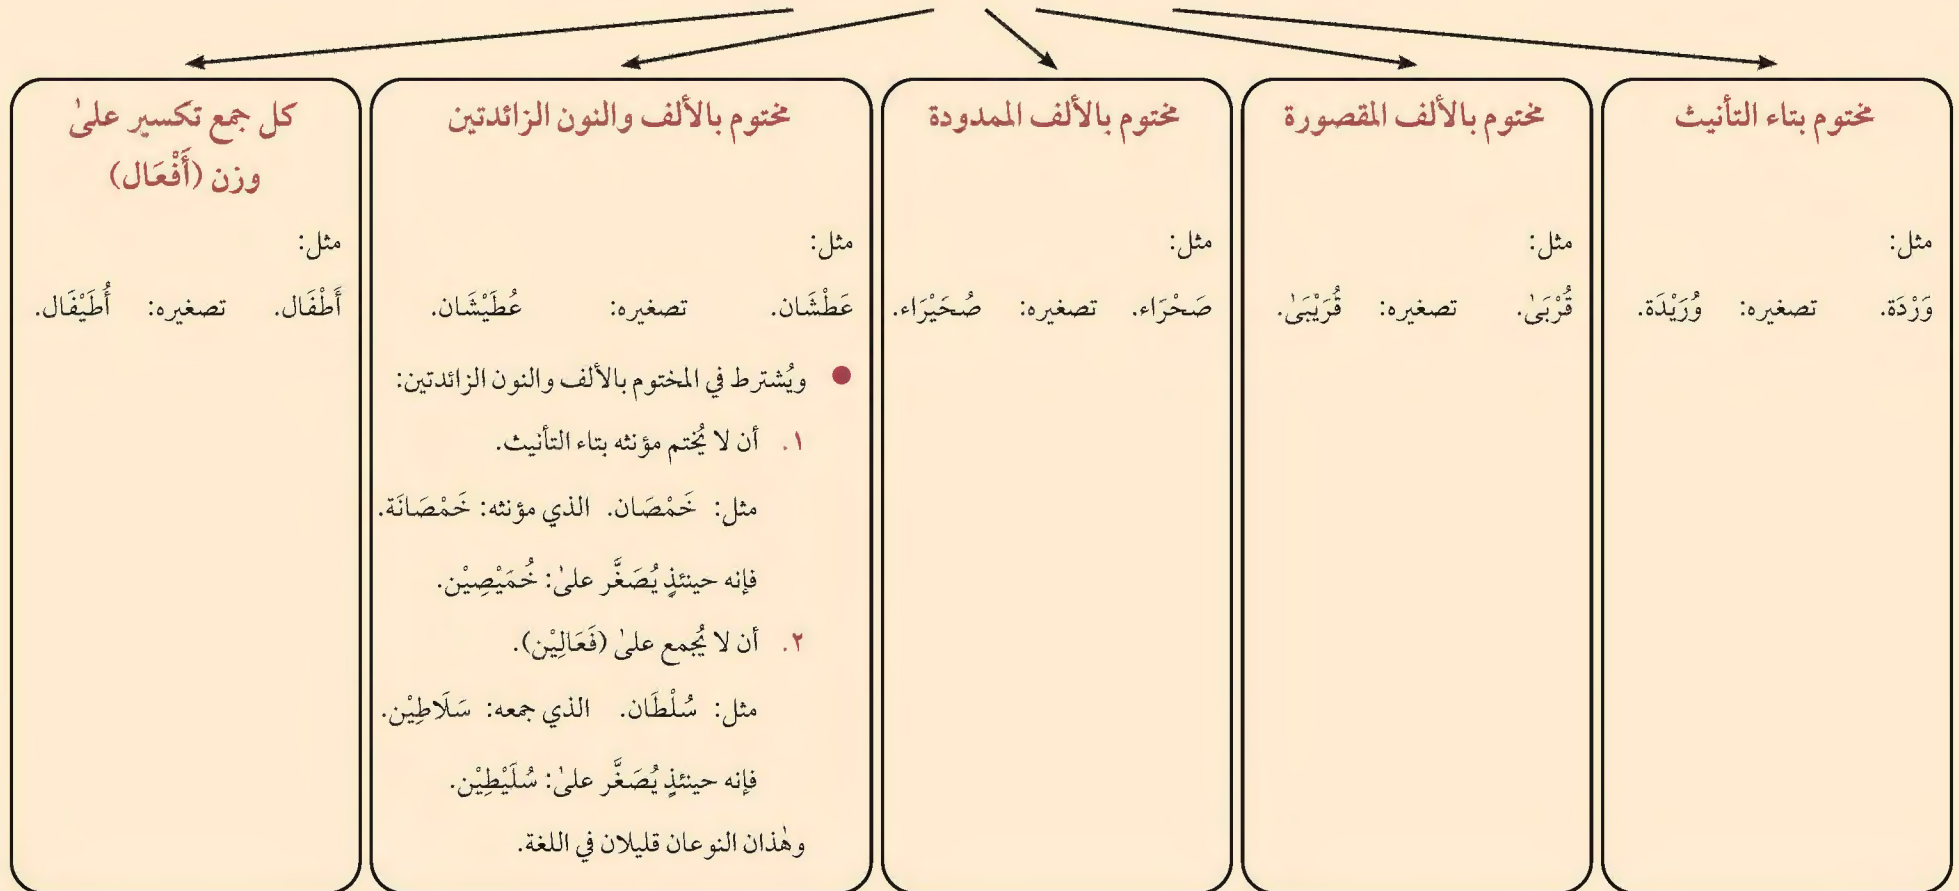 مختوم بتاء التأنيث
مثل:
وَرْدَة. تصغيره: وُرَيْدَة.
مختوم بالألف المقصورة
مثل:
قُرْبَىٰ. تصغيره: قُرَيْبَىٰ.
مختوم بالألف الممدودة
مثل:
صَحْرَاء. تصغيره: صُحَيْرَاء.
مختوم بالألف والنون الزائدتين
مثل:
عَطْشَان. تصغيره: عُطَيْشَان.
● ويُشترط في المختوم بالألف والنون الزائدتين:
١. أن لا يُختم مؤنثه بتاء التأنيث.
مثل: خَمْصَان. الذي مؤنثه: خَمْصَانَة.
فإنه حينئذٍ يُصَغَّر علىٰ: خُمَيْصِيْن.
٢. أن لا يُجمع علىٰ (فَعَالِيْن).
مثل: سُلْطَان. الذي جمعه: سَلَاطِيْن.
فإنه حينئذٍ يُصَغَّر علىٰ: سُلَيْطِيْن.
وهٰذان النوعان قليلان في اللغة.
كل جمع تكسير علىٰ
وزن (أَفْعَال)
مثل:
أَطْفَال. تصغيره: أُطَيْفَال.